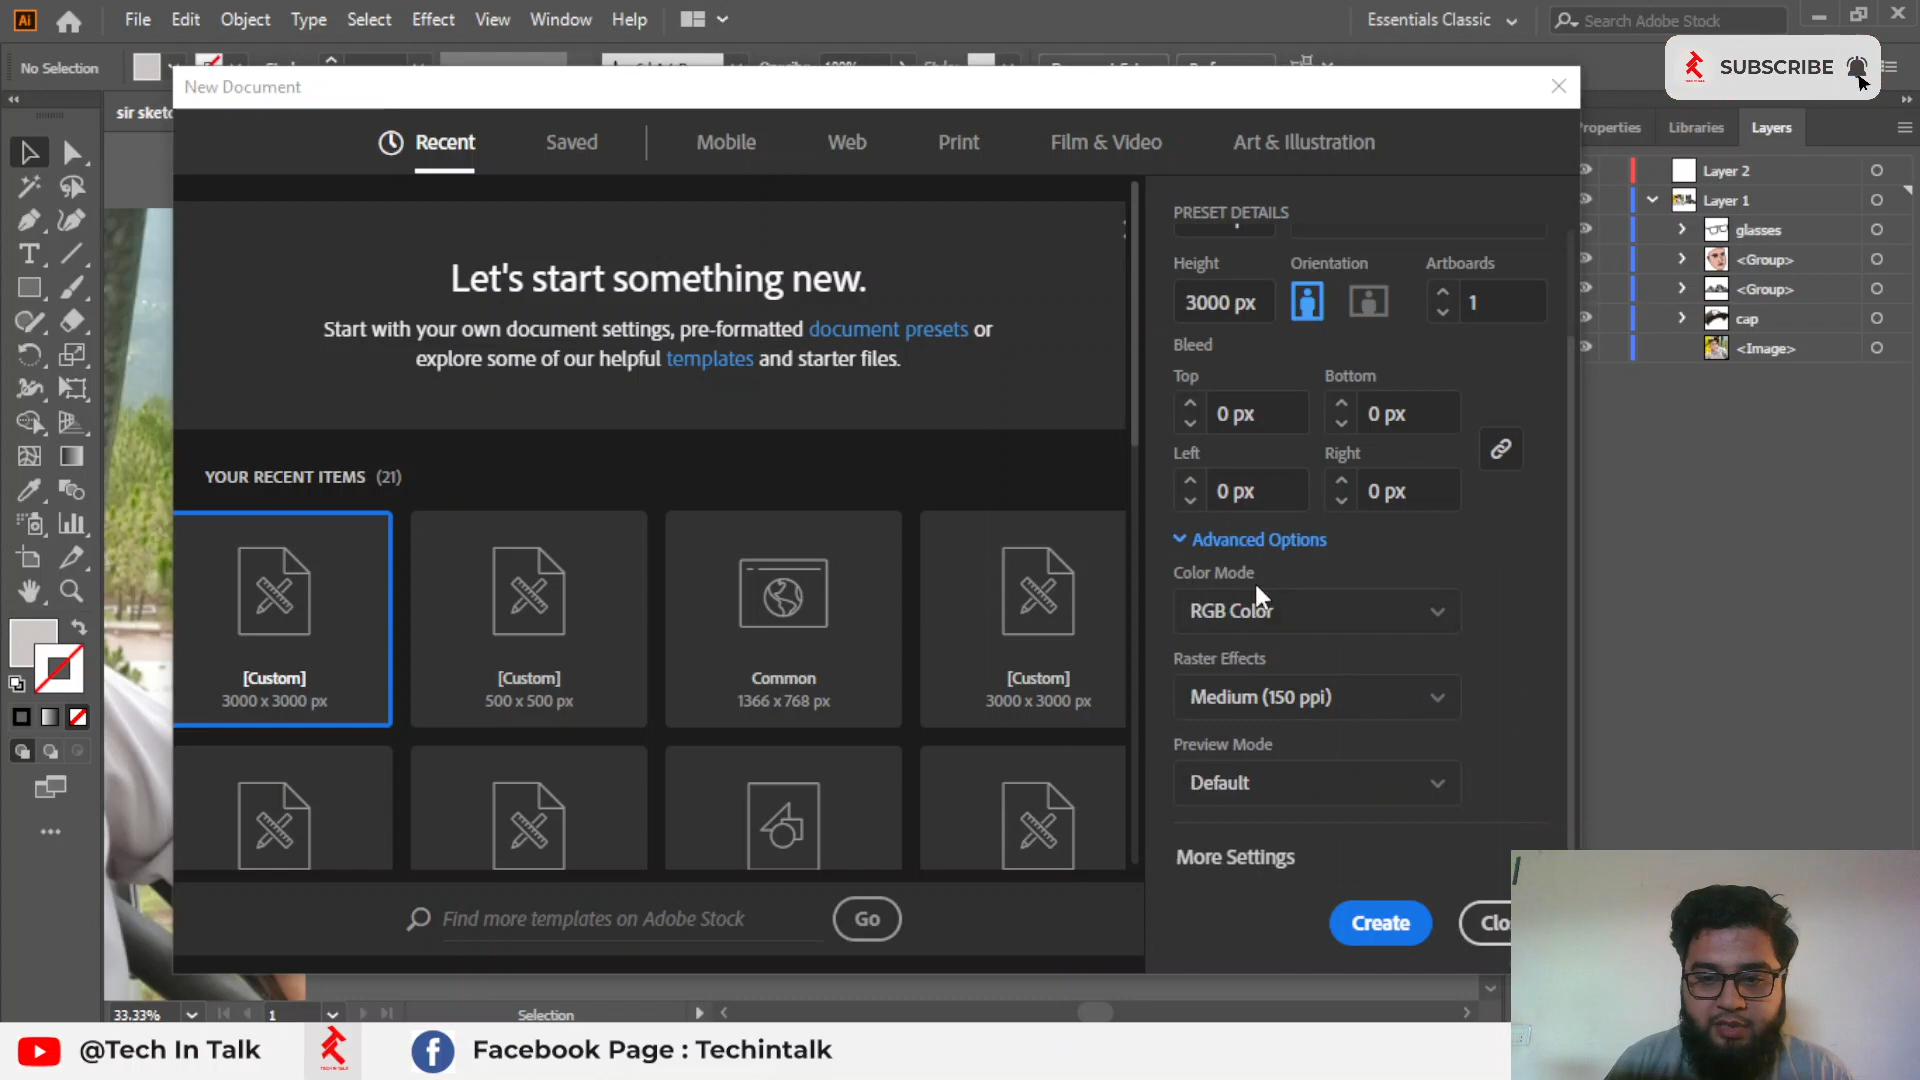 Ai File Edit Object Type Select Effect View Window Help Essentials Classic Search Adobe Stock
No Selection
SUBSCRIBE
New Document
sir sketc
Recent Saved Mobile Web Print Film & Video Art & Illustration
Properties Libraries Layers
Layer 2
Layer 1
glasses
<Group>
<Group>
cap
<Image>
Let's start something new.
Start with your own document settings, pre-formatted document presets or
explore some of our helpful templates and starter files.
YOUR RECENT ITEMS (21)
[Custom]
3000 x 3000 px
[Custom]
500 x 500 px
Common
1366 x 768 px
[Custom]
3000 x 3000 px
Find more templates on Adobe Stock Go
PRESET DETAILS
Height Orientation Artboards
3000 px 1
Bleed
Top Bottom
0 px 0 px
Left Right
0 px 0 px
Advanced Options
Color Mode
RGB Color
Raster Effects
Medium (150 ppi)
Preview Mode
Default
More Settings
Create Clo
33.33% 1 Selection
@Tech In Talk TECH IN TALK Facebook Page : Techintalk